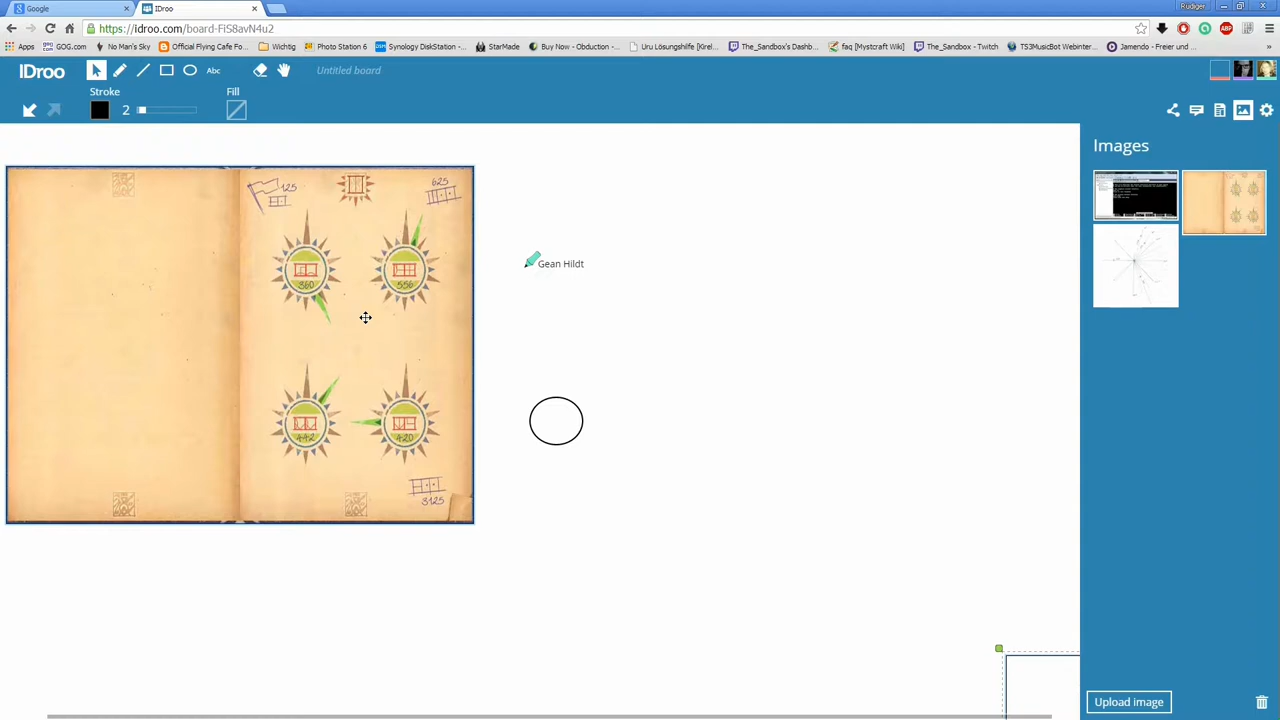 Google
IDroo
Rudiger
https://idroo.com/board-FiS8avN4u2
Apps
GOG.com
No Man's Sky
Official Flying Cafe Fo...
Wichtig
Photo Station 6
Synology DiskStation - ...
StarMade
Buy Now - Obduction - ...
Uru Lösungshilfe [Krel...
The_Sandbox's Dashb...
faq [Mystcraft Wiki]
The_Sandbox - Twitch
TS3MusicBot Webinter...
Jamendo - Freier und ...
IDroo
Abc
Untitled board
Stroke
Fill
2
Images
125
625
360
556
Gean Hildt
442
420
3125
Upload image